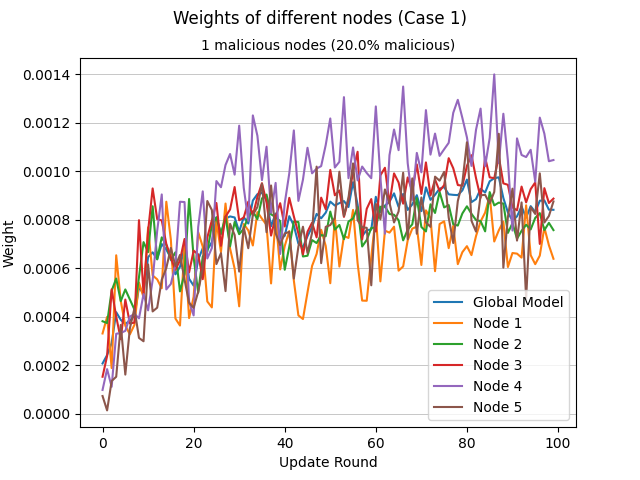 Weights of different nodes (Case 1)
1 malicious nodes (20.0% malicious)
0.0014
0.0012
0.0010
0.0008
0.0006
0.0004
0.0002
0.0000
Weight
0 20 40 60 80 100
Update Round
Global Model
Node 1
Node 2
Node 3
Node 4
Node 5